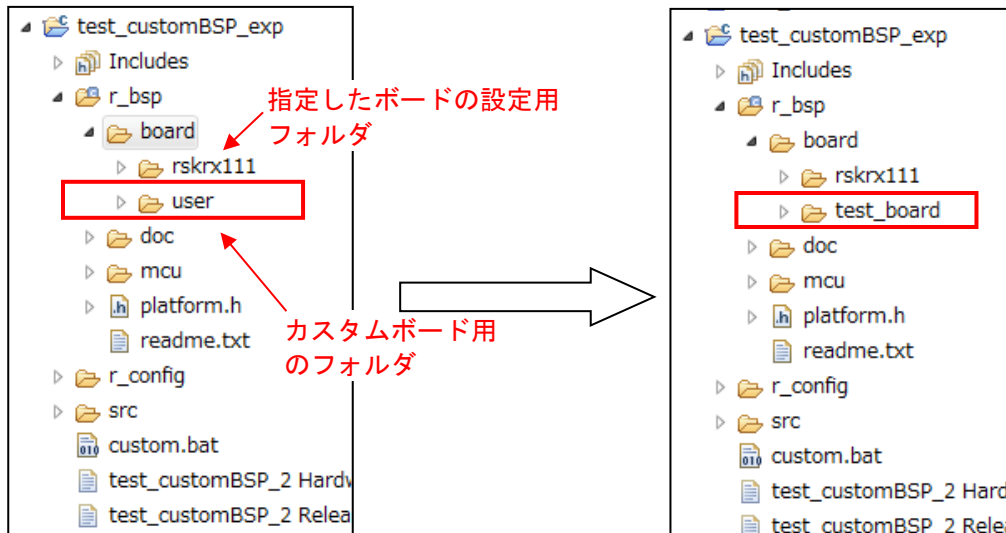 test_customBSP_exp
Includes
r_bsp
指定したボードの設定用
フォルダ
board
rskrx111
user
doc
mcu
platform.h
カスタムボード用
のフォルダ
readme.txt
r_config
src
custom.bat
test_customBSP_2 Hardw
test_customBSP_2 Relea
test_customBSP_exp
Includes
r_bsp
board
rskrx111
test_board
doc
mcu
platform.h
readme.txt
r_config
src
custom.bat
test_customBSP_2 Hard
test_customBSP_2 Relea